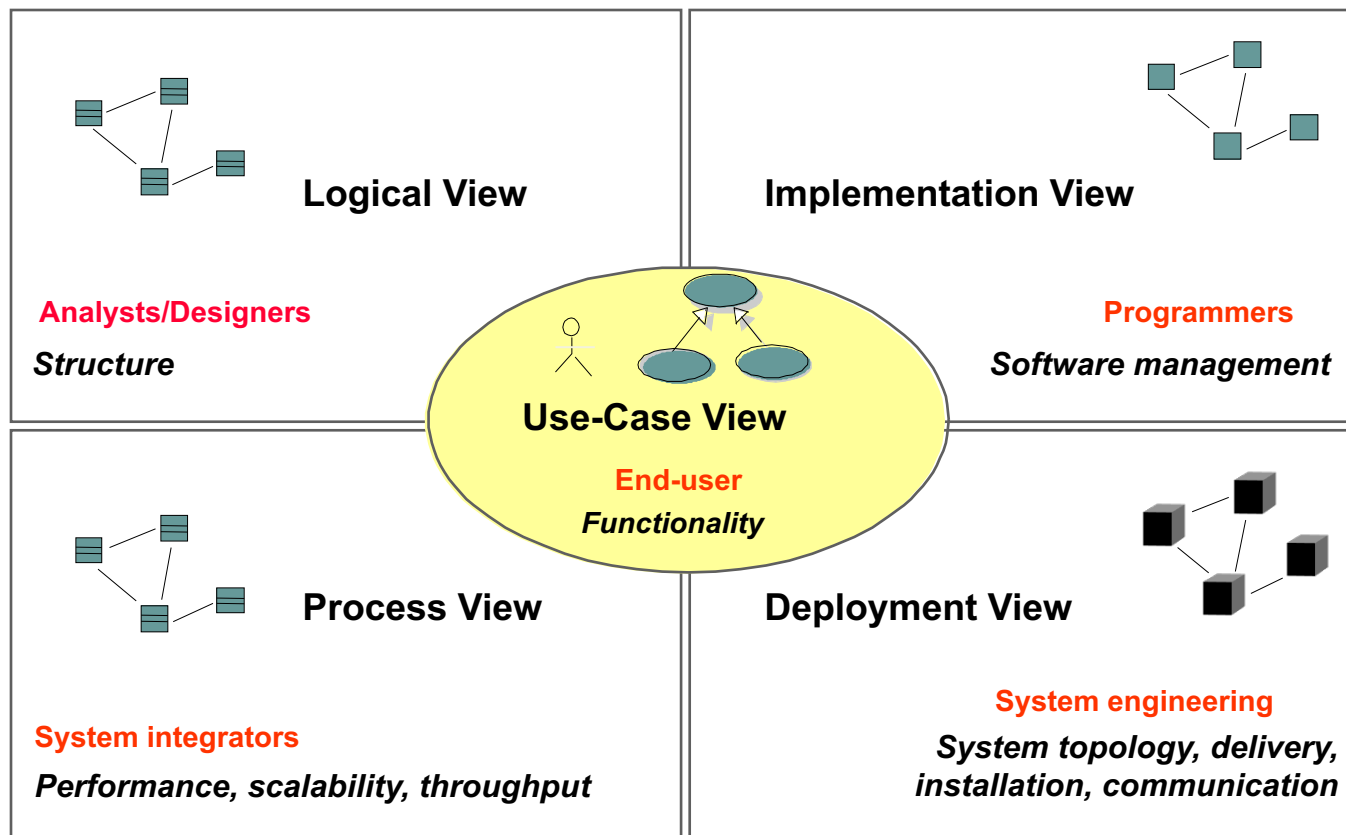 Logical View
Analysts/Designers
Structure
Implementation View
Programmers
Software management
Use-Case View
End-user
Functionality
Process View
System integrators
Performance, scalability, throughput
Deployment View
System engineering
System topology, delivery,
installation, communication